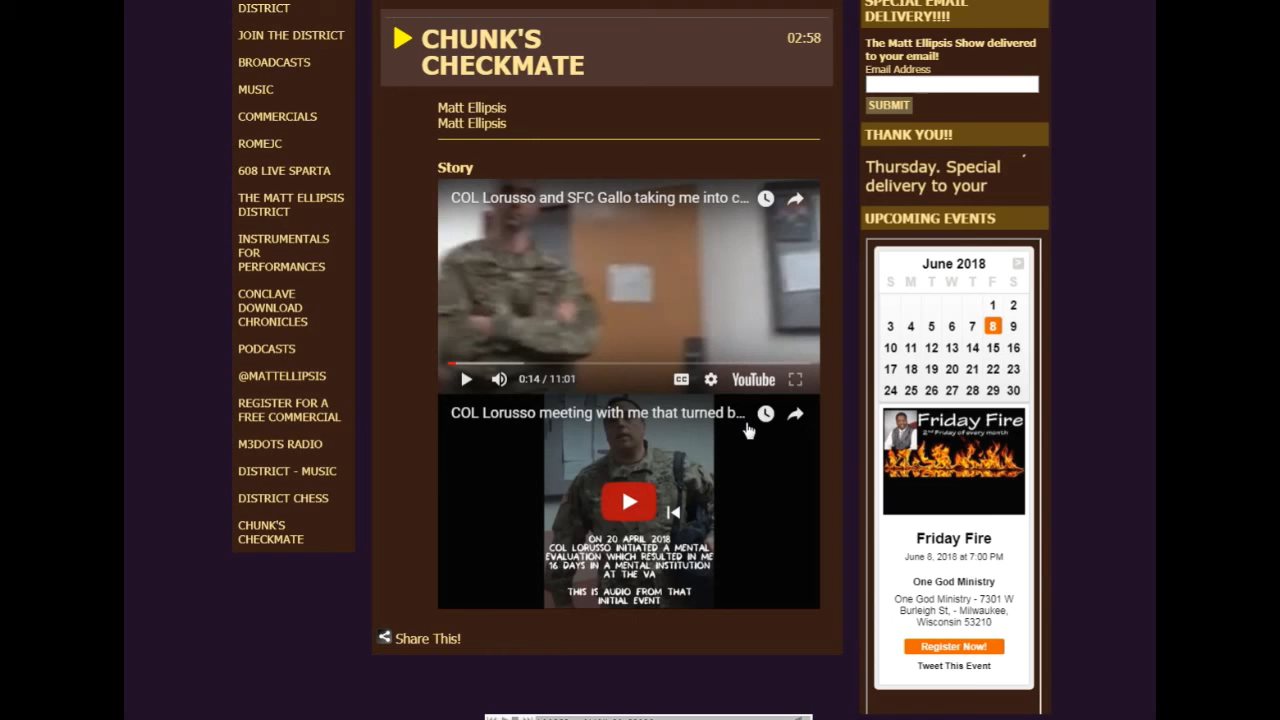 DISTRICT
JOIN THE DISTRICT
BROADCASTS
MUSIC
COMMERCIALS
ROMEJC
608 LIVE SPARTA
THE MATT ELLIPSIS
DISTRICT
INSTRUMENTALS
FOR
PERFORMANCES
CONCLAVE
DOWNLOAD
CHRONICLES
PODCASTS
@MATTELLIPSIS
REGISTER FOR A
FREE COMMERCIAL
M3DOTS RADIO
DISTRICT - MUSIC
DISTRICT CHESS
CHUNK'S
CHECKMATE
CHUNK'S
CHECKMATE
02:58
Matt Ellipsis
Matt Ellipsis
Story
COL Lorusso and SFC Gallo taking me into c...
0:14 / 11:01
CC
YouTube
COL Lorusso meeting with me that turned b...
ON 20 APRIL 2018
COL LORUSSO INITIATED A MENTAL
EVALUATION WHICH RESULTED IN ME
16 DAYS IN A MENTAL INSTITUTION
AT THE VA
THIS IS AUDIO FROM THAT
INITIAL EVENT
Share This!
SPECIAL EMAIL
DELIVERY!!!!
The Matt Ellipsis Show delivered
to your email!
Email Address
SUBMIT
THANK YOU!!
Thursday. Special
delivery to your
UPCOMING EVENTS
June 2018 >
S M T W T F S
1 2
3 4 5 6 7 8 9
10 11 12 13 14 15 16
17 18 19 20 21 22 23
24 25 26 27 28 29 30
Friday Fire
2nd Friday of every month
Friday Fire
June 8, 2018 at 7:00 PM
One God Ministry
One God Ministry - 7301 W
Burleigh St, - Milwaukee,
Wisconsin 53210
Register Now!
Tweet This Event